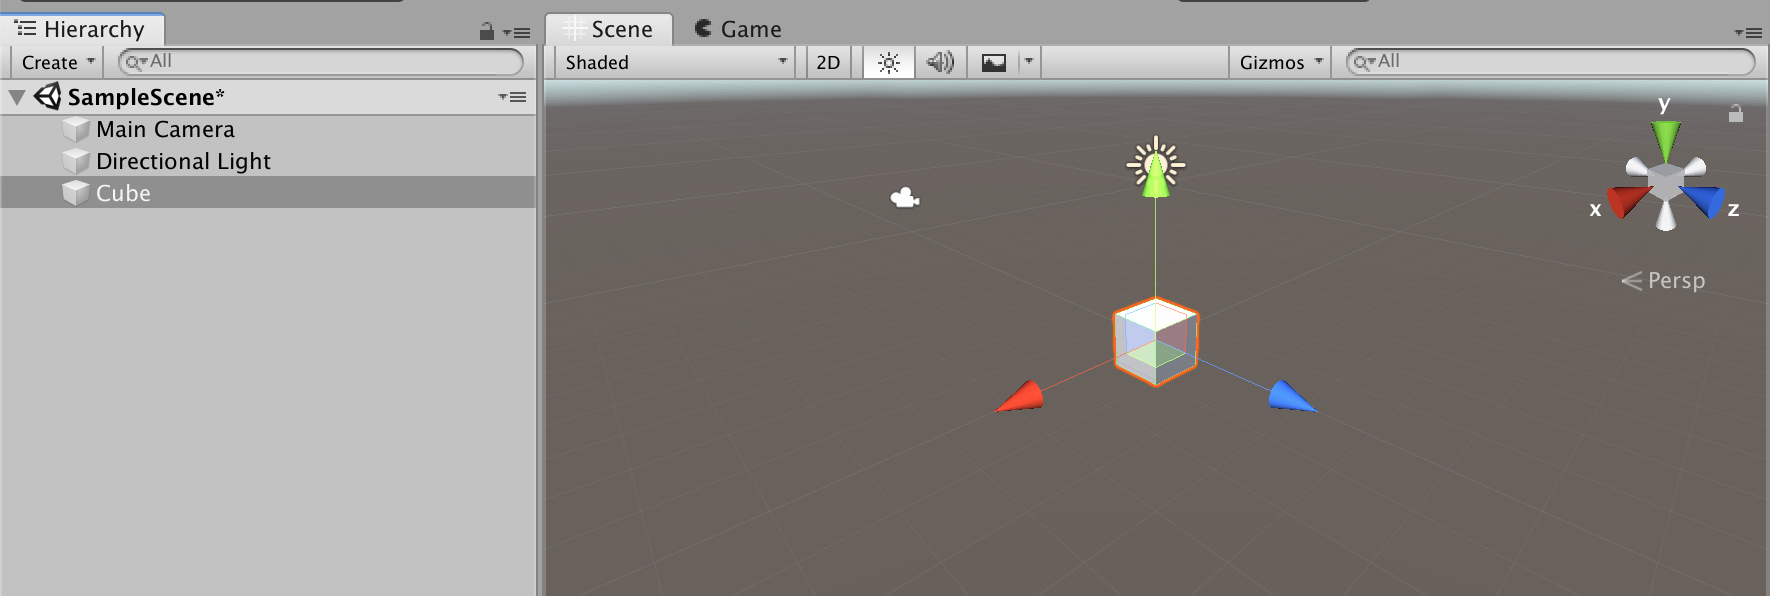 Hierarchy
Create
All
SampleScene*
Main Camera
Directional Light
Cube
Scene
Game
Shaded
2D
Gizmos
All
y
x
z
Persp